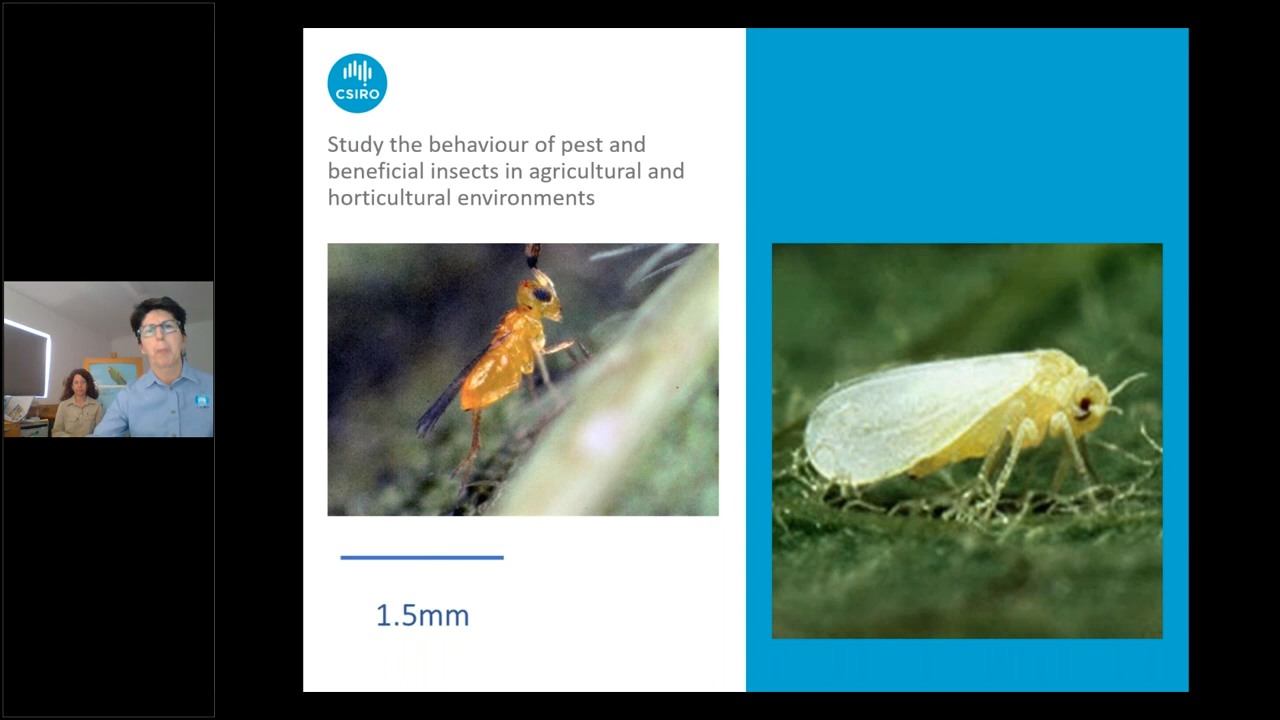 CSIRO
Study the behaviour of pest and
beneficial insects in agricultural and
horticultural environments
1.5mm